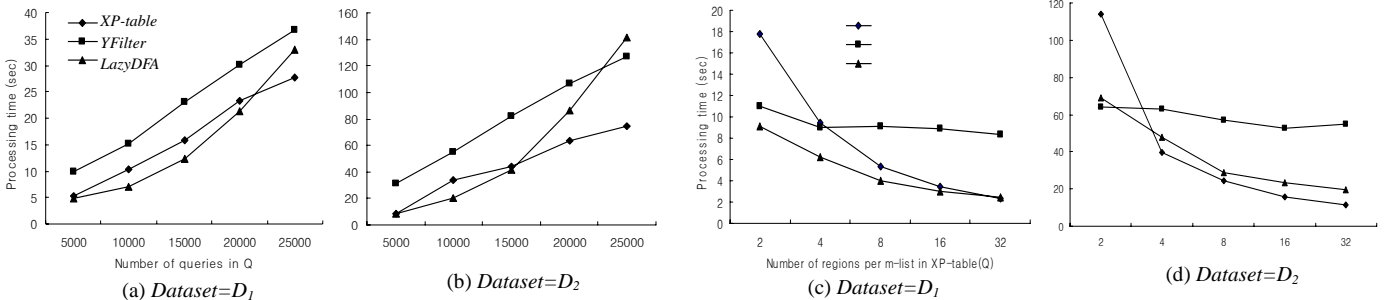 Processing time (sec)
40
35
30
25
20
15
10
5
0
XP-table
YFilter
LazyDFA
5000 10000 15000 20000 25000
Number of queries in Q
(a) Dataset=D1
160
140
120
100
80
60
40
20
0
5000 10000 15000 20000 25000
(b) Dataset=D2
Processing time (sec)
20
18
16
14
12
10
8
6
4
2
0
2 4 8 16 32
Number of regions per m-list in XP-table(Q)
(c) Dataset=D1
120
100
80
60
40
20
0
2 4 8 16 32
(d) Dataset=D2